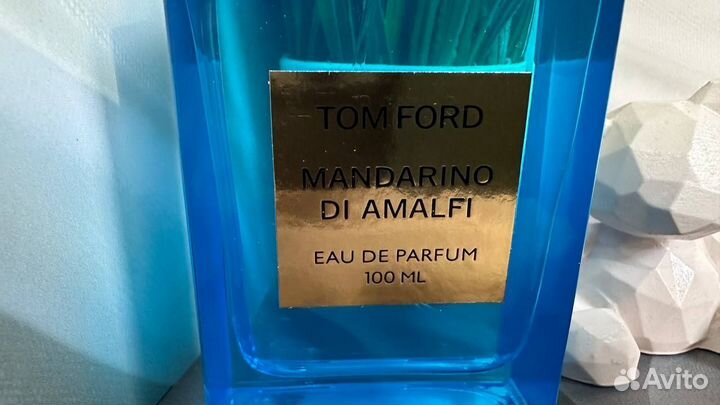 TOM FORD
MANDARINO
DI AMALFI
EAU DE PARFUM
100 ML
Avito